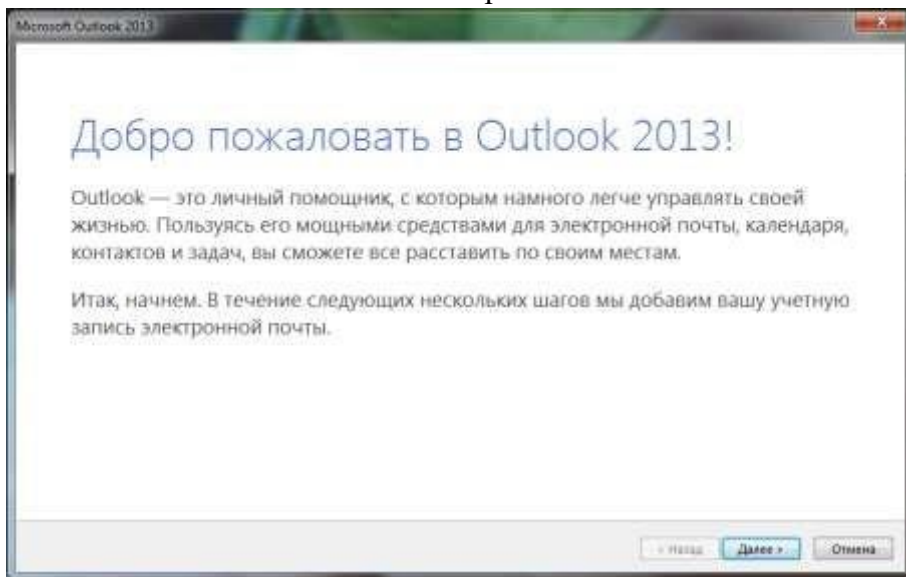 Microsoft Outlook 2013
Добро пожаловать в Outlook 2013!
Outlook — это личный помощник, с которым намного легче управлять своей
жизнью. Пользуясь его мощными средствами для электронной почты, календаря,
контактов и задач, вы сможете все расставить по своим местам.
Итак, начнем. В течение следующих нескольких шагов мы добавим вашу учетную
запись электронной почты.
< Назад Далее > Отмена